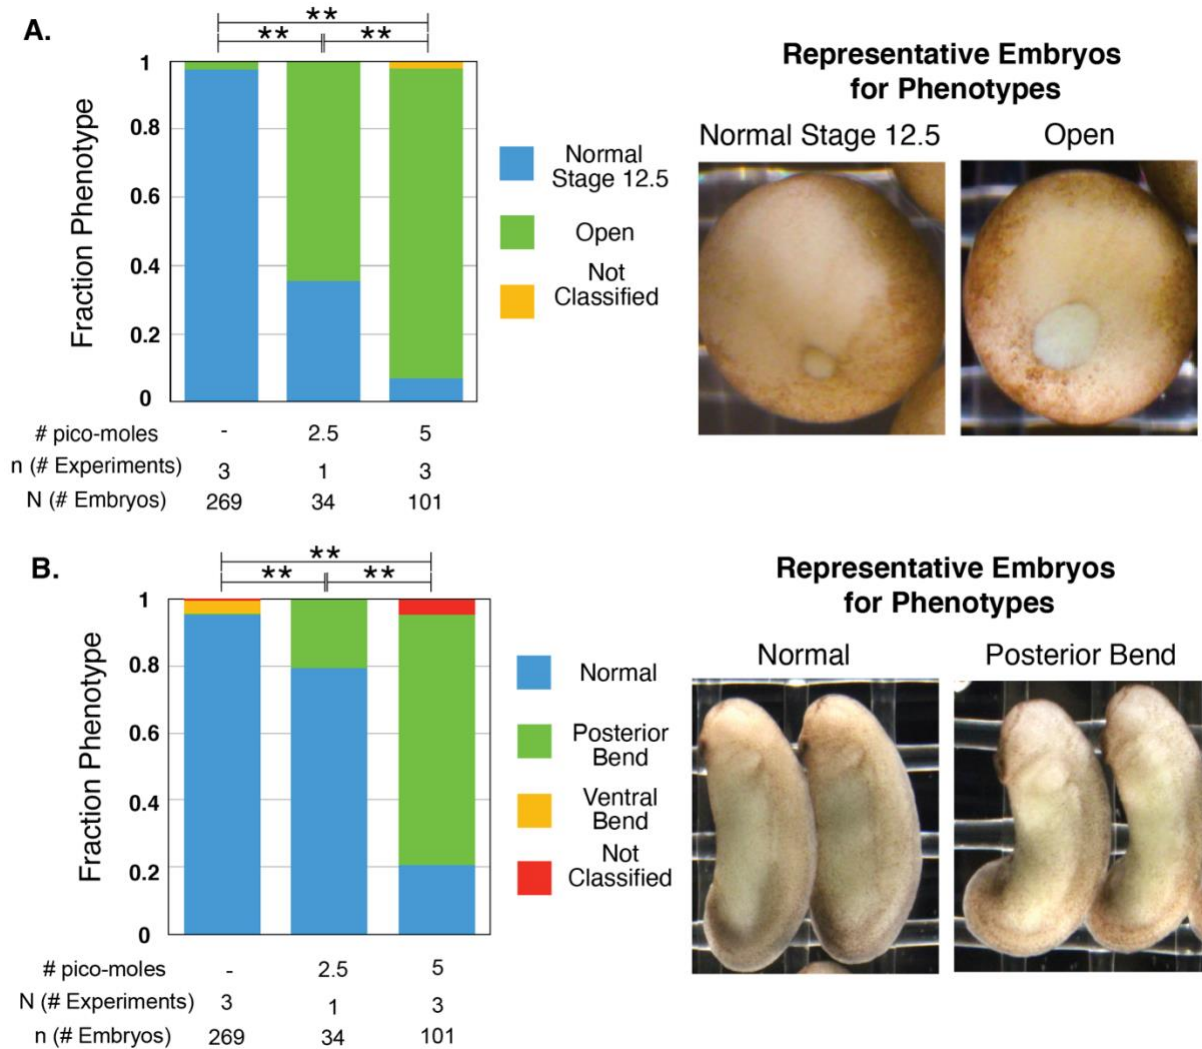 A.
**
** **
Fraction Phenotype
1
0.8
0.6
0.4
0.2
0
Normal
Stage 12.5
Open
Not
Classified
# pico-moles - 2.5 5
n (# Experiments) 3 1 3
N (# Embryos) 269 34 101
Representative Embryos
for Phenotypes
Normal Stage 12.5 Open
B.
**
** **
Fraction Phenotype
1
0.8
0.6
0.4
0.2
0
Normal
Posterior
Bend
Ventral
Bend
Not
Classified
# pico-moles - 2.5 5
N (# Experiments) 3 1 3
n (# Embryos) 269 34 101
Representative Embryos
for Phenotypes
Normal Posterior Bend